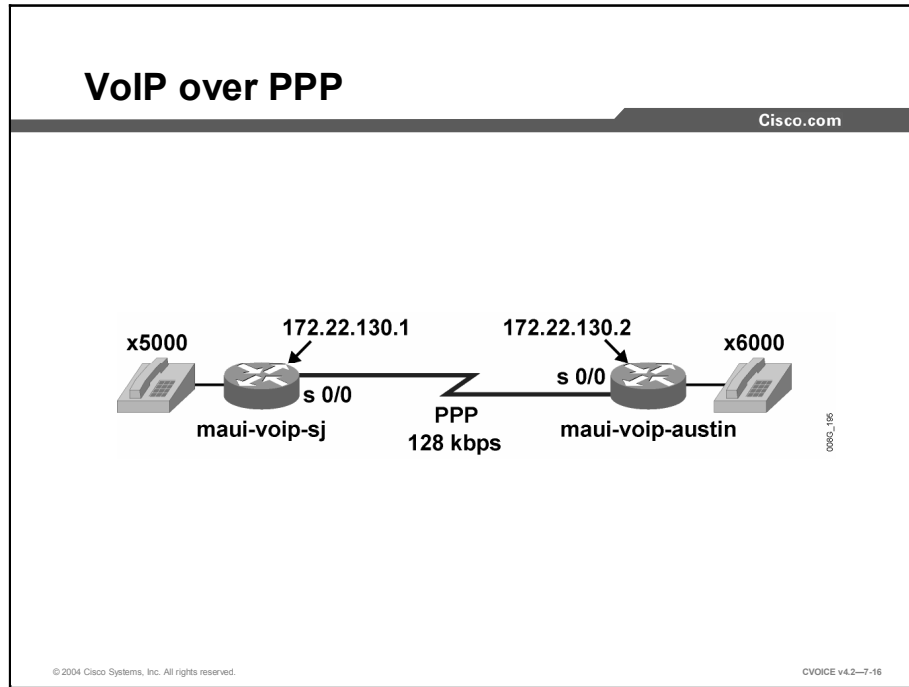 VoIP over PPP
Cisco.com
172.22.130.1
172.22.130.2
x5000
x6000
s 0/0
s 0/0
PPP
128 kbps
maui-voip-sj
maui-voip-austin
008G_195
© 2004 Cisco Systems, Inc. All rights reserved.
CVOICE v4.2—7-16